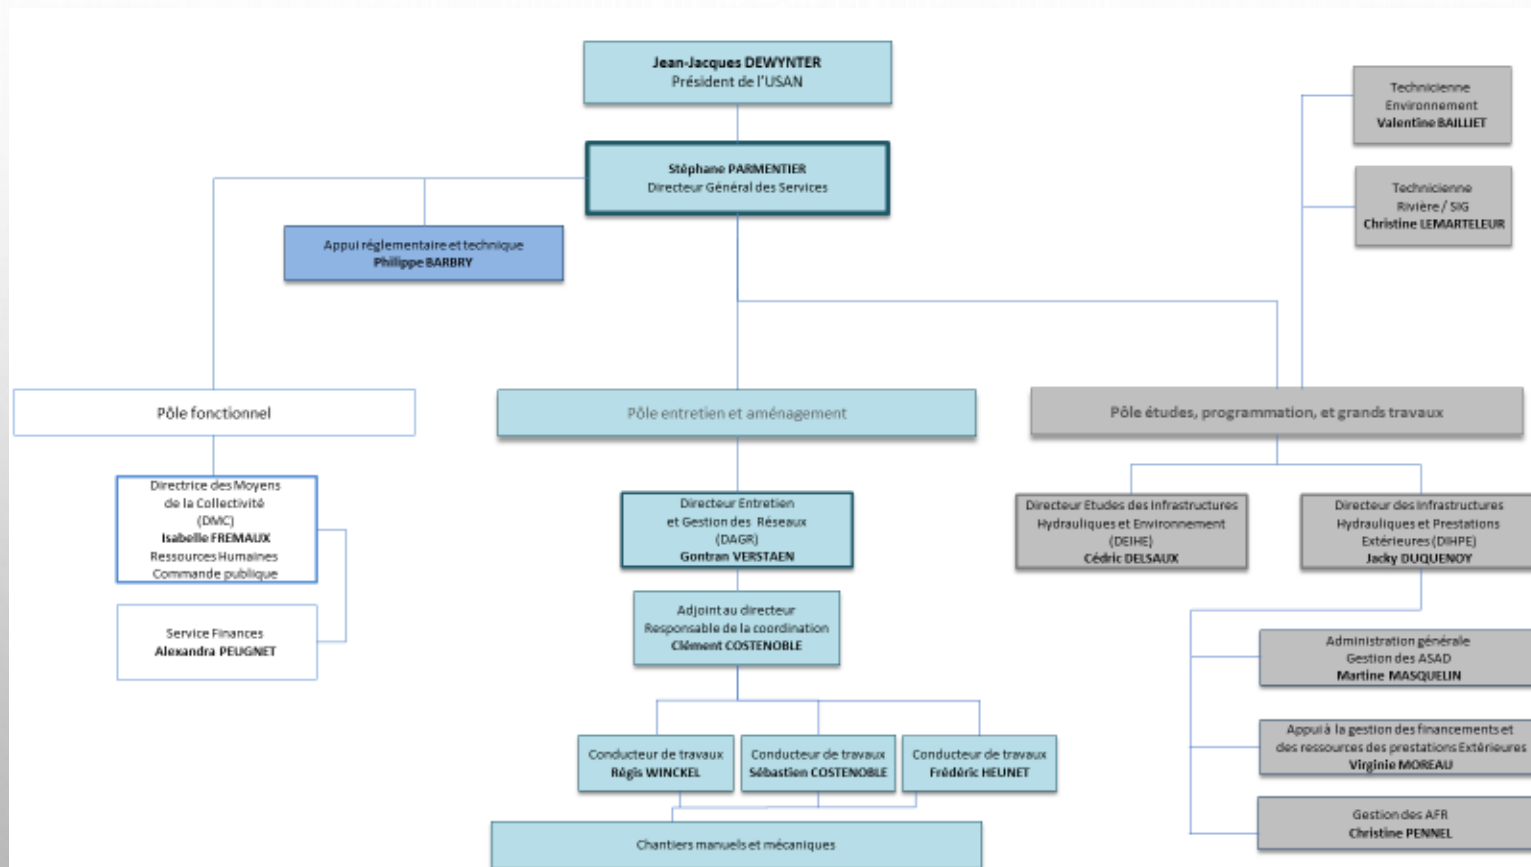 Jean-Jacques DEWYNTER
Président de l'USAN
Stéphane PARMENTIER
Directeur Général des Services
Technicienne
Environnement
Valentine BAILLIET
Technicienne
Rivière / SIG
Christine LEMARTELEUR
Appui réglementaire et technique
Philippe BARBRY
Pôle fonctionnel
Pôle entretien et aménagement
Pôle études, programmation, et grands travaux
Directrice des Moyens
de la Collectivité
(DMC)
Isabelle FREMAUX
Ressources Humaines
Commande publique
Service Finances
Alexandra PEUGNET
Directeur Entretien
et Gestion des Réseaux
(DAGR)
Gontran VERSTAEN
Adjoint au directeur
Responsable de la coordination
Clément COSTENOBLE
Conducteur de travaux
Régis WINCKEL
Conducteur de travaux
Sébastien COSTENOBLE
Conducteur de travaux
Frédéric HEUNET
Chantiers manuels et mécaniques
Directeur Etudes des Infrastructures
Hydrauliques et Environnement
(DEIHE)
Cédric DELSAUX
Directeur des Infrastructures
Hydrauliques et Prestations
Extérieures (DIHPE)
Jacky DUQUENOY
Administration générale
Gestion des ASAD
Martine MASQUELIN
Appui à la gestion des financements et
des ressources des prestations Extérieures
Virginie MOREAU
Gestion des AFR
Christine PENNEL